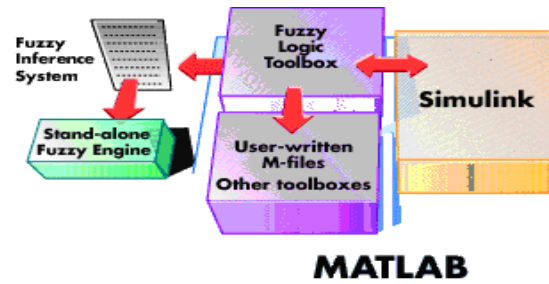 Fuzzy
Inference
System
Stand-alone
Fuzzy Engine
Fuzzy
Logic
Toolbox
User-written
M-files
Other toolboxes
Simulink
MATLAB